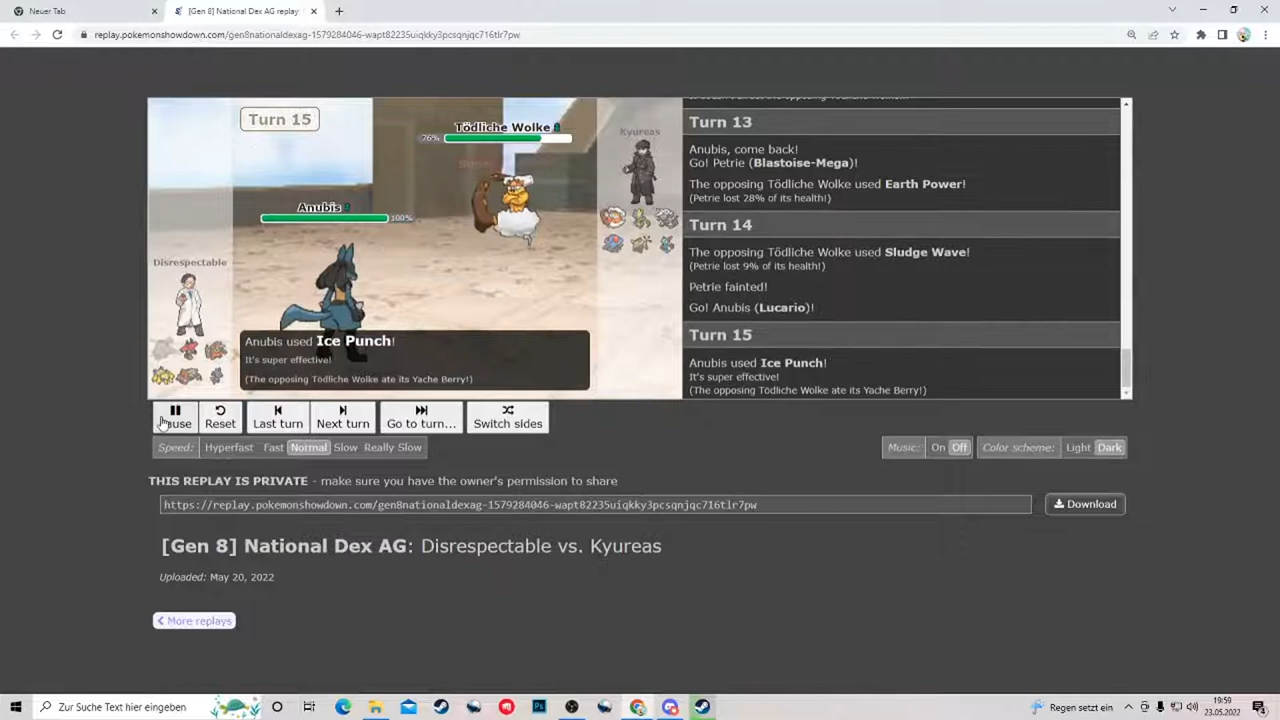 Neuer Tab
[Gen 8] National Dex AG replay:
replay.pokemonshowdown.com/gen8nationaldexag-1579284046-wapt82235uiqkky3pcsqnjqc716tlr7pw
Turn 15
Tödliche Wolke
76%
Anubis
100%
Disrespectable
Kyureas
Anubis used Ice Punch!
It's super effective!
(The opposing Tödliche Wolke ate its Yache Berry!)
Turn 13
Anubis, come back!
Go! Petrie (Blastoise-Mega)!
The opposing Tödliche Wolke used Earth Power!
(Petrie lost 28% of its health!)
Turn 14
The opposing Tödliche Wolke used Sludge Wave!
(Petrie lost 9% of its health!)
Petrie fainted!
Go! Anubis (Lucario)!
Turn 15
Anubis used Ice Punch!
It's super effective!
(The opposing Tödliche Wolke ate its Yache Berry!)
Pause Reset Last turn Next turn Go to turn... Switch sides
Speed: Hyperfast Fast Normal Slow Really Slow Music: On Off Color scheme: Light Dark
THIS REPLAY IS PRIVATE - make sure you have the owner's permission to share
https://replay.pokemonshowdown.com/gen8nationaldexag-1579284046-wapt82235uiqkky3pcsqnjqc716tlr7pw
Download
[Gen 8] National Dex AG: Disrespectable vs. Kyureas
Uploaded: May 20, 2022
More replays
Zur Suche Text hier eingeben
Regen setzt ein
19:59
23.05.2022